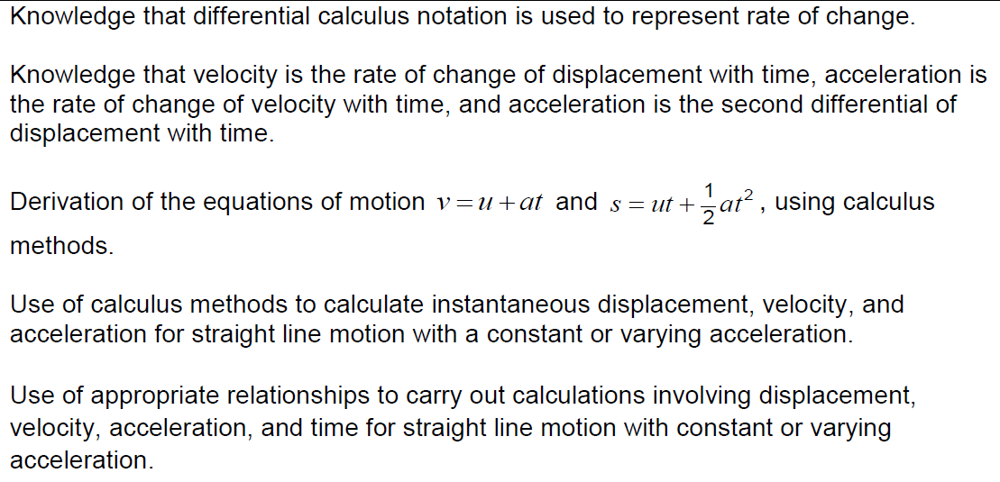 Knowledge that differential calculus notation is used to represent rate of change.
Knowledge that velocity is the rate of change of displacement with time, acceleration is
the rate of change of velocity with time, and acceleration is the second differential of
displacement with time.
Derivation of the equations of motion v=u+at and s=ut+½at², using calculus
methods.
Use of calculus methods to calculate instantaneous displacement, velocity, and
acceleration for straight line motion with a constant or varying acceleration.
Use of appropriate relationships to carry out calculations involving displacement,
velocity, acceleration, and time for straight line motion with constant or varying
acceleration.